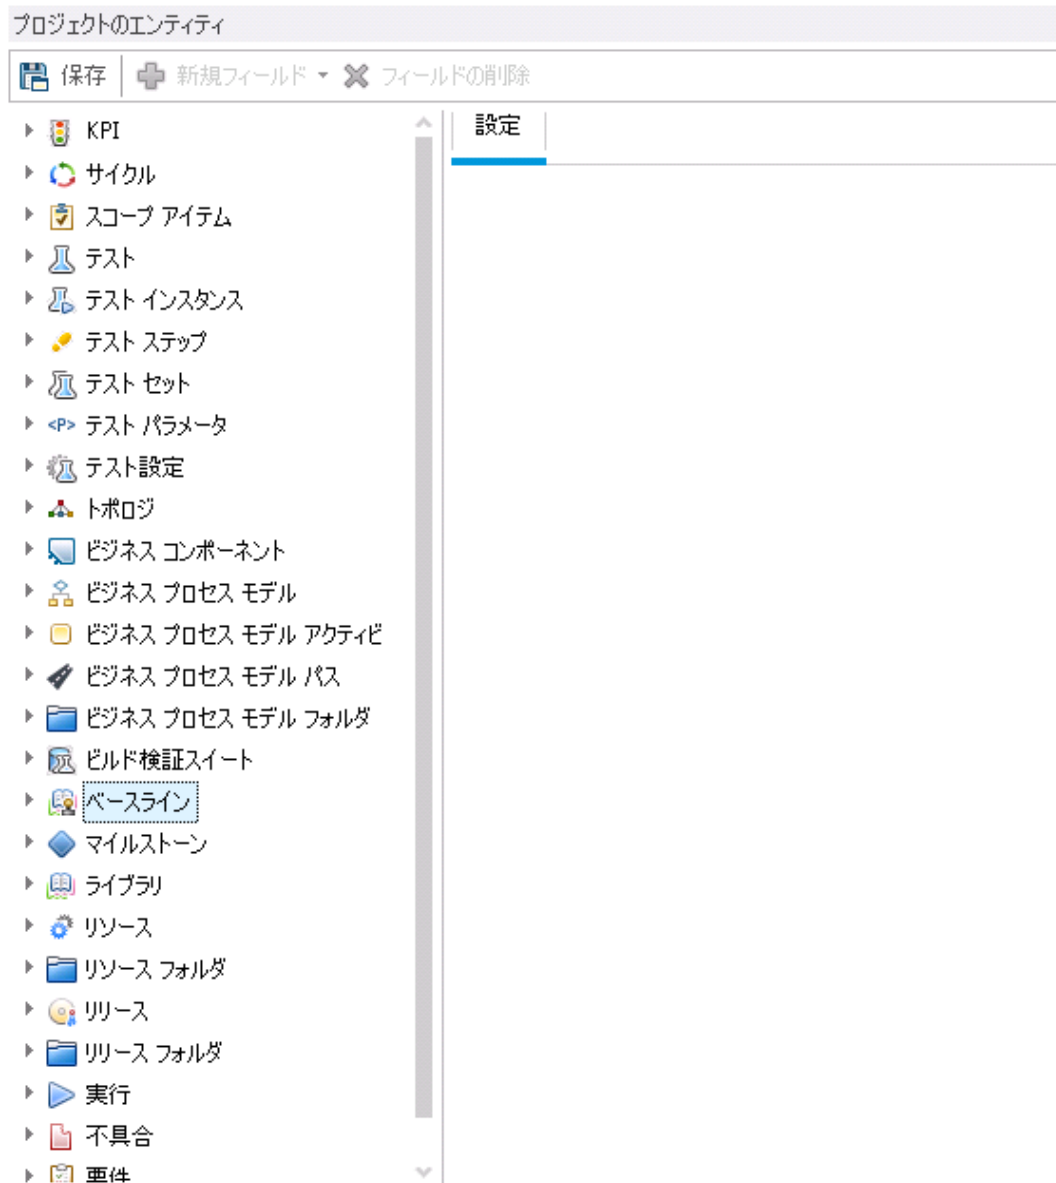 プロジェクトのエンティティ
保存 新規フィールド フィールドの削除
設定
KPI
サイクル
スコープ アイテム
テスト
テスト インスタンス
テスト ステップ
テスト セット
<P> テスト パラメータ
テスト設定
トポロジ
ビジネス コンポーネント
ビジネス プロセス モデル
ビジネス プロセス モデル アクティビ
ビジネス プロセス モデル パス
ビジネス プロセス モデル フォルダ
ビルド検証スイート
ベースライン
マイルストーン
ライブラリ
リソース
リソース フォルダ
リリース
リリース フォルダ
実行
不具合
要件